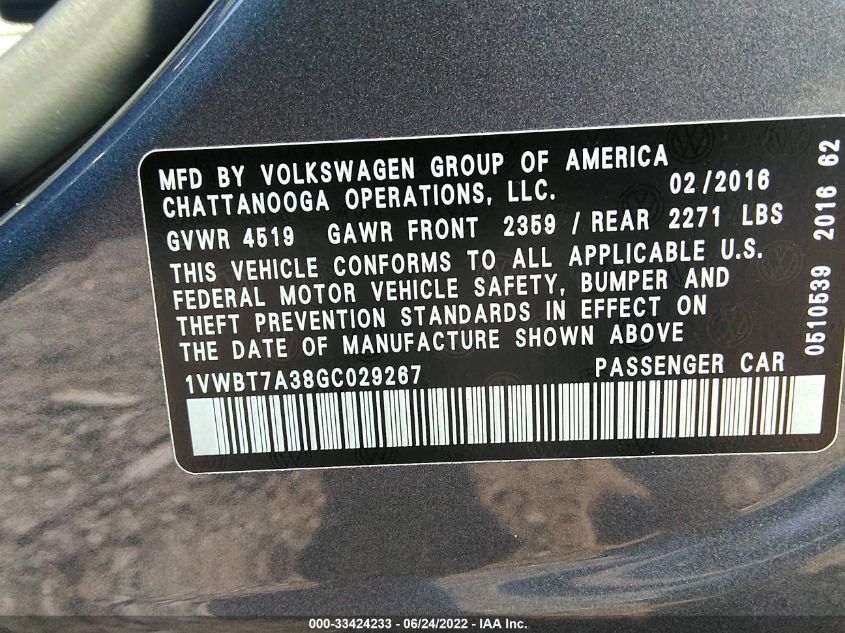 MFD BY VOLKSWAGEN GROUP OF AMERICA
CHATTANOOGA OPERATIONS, LLC. 02/2016
GVWR 4519 GAWR FRONT 2359 / REAR 2271 LBS
THIS VEHICLE CONFORMS TO ALL APPLICABLE U.S.
FEDERAL MOTOR VEHICLE SAFETY, BUMPER AND
THEFT PREVENTION STANDARDS IN EFFECT ON
THE DATE OF MANUFACTURE SHOWN ABOVE
1VWBT7A38GC029267 PASSENGER CAR
0510539 2016 62
000-33424233 - 06/24/2022 - IAA Inc.